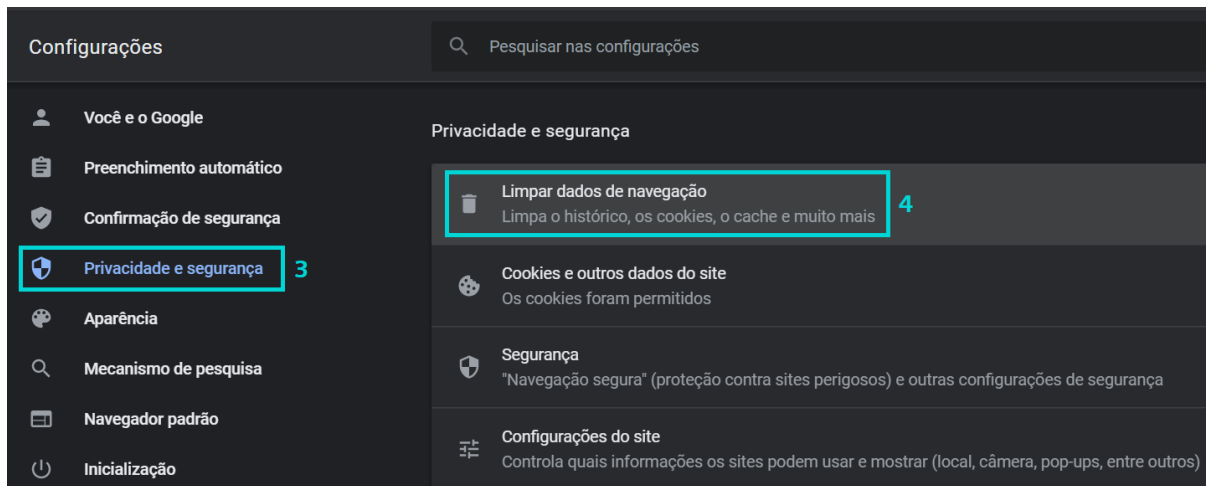 Configurações
Pesquisar nas configurações
Você e o Google
Preenchimento automático
Confirmação de segurança
Privacidade e segurança 3
Aparência
Mecanismo de pesquisa
Navegador padrão
Inicialização
Privacidade e segurança
Limpar dados de navegação
Limpa o histórico, os cookies, o cache e muito mais
4
Cookies e outros dados do site
Os cookies foram permitidos
Segurança
"Navegação segura" (proteção contra sites perigosos) e outras configurações de segurança
Configurações do site
Controla quais informações os sites podem usar e mostrar (local, câmera, pop-ups, entre outros)